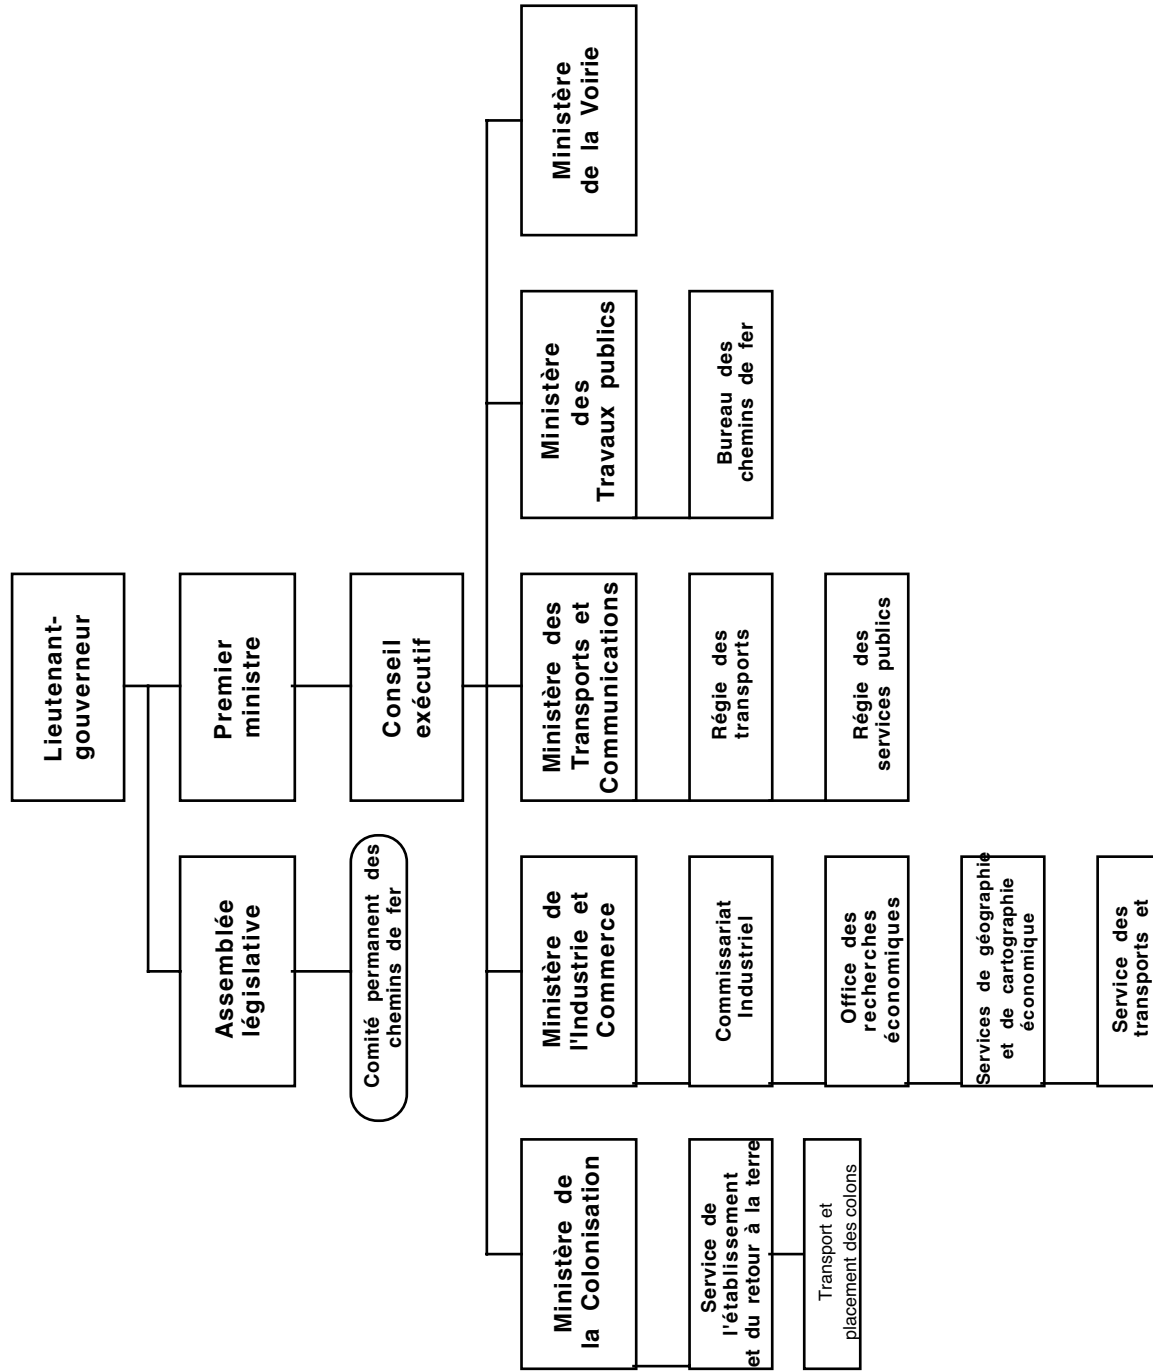 Lieutenant-
gouverneur
Assemblée
législative
Premier
ministre
Comité permanent des
chemins de fer
Conseil
exécutif
Ministère de
la Colonisation
Ministère de
l'Industrie et
Commerce
Ministère des
Transports et
Communications
Ministère
des
Travaux publics
Ministère
de la Voirie
Service de
l'établissement
et du retour à la terre
Commissariat
Industriel
Régie des
transports
Bureau des
chemins de fer
Transport et
placement des colons
Office des
recherches
économiques
Régie des
services publics
Services de géographie
et de cartographie
économique
Service des
transports et